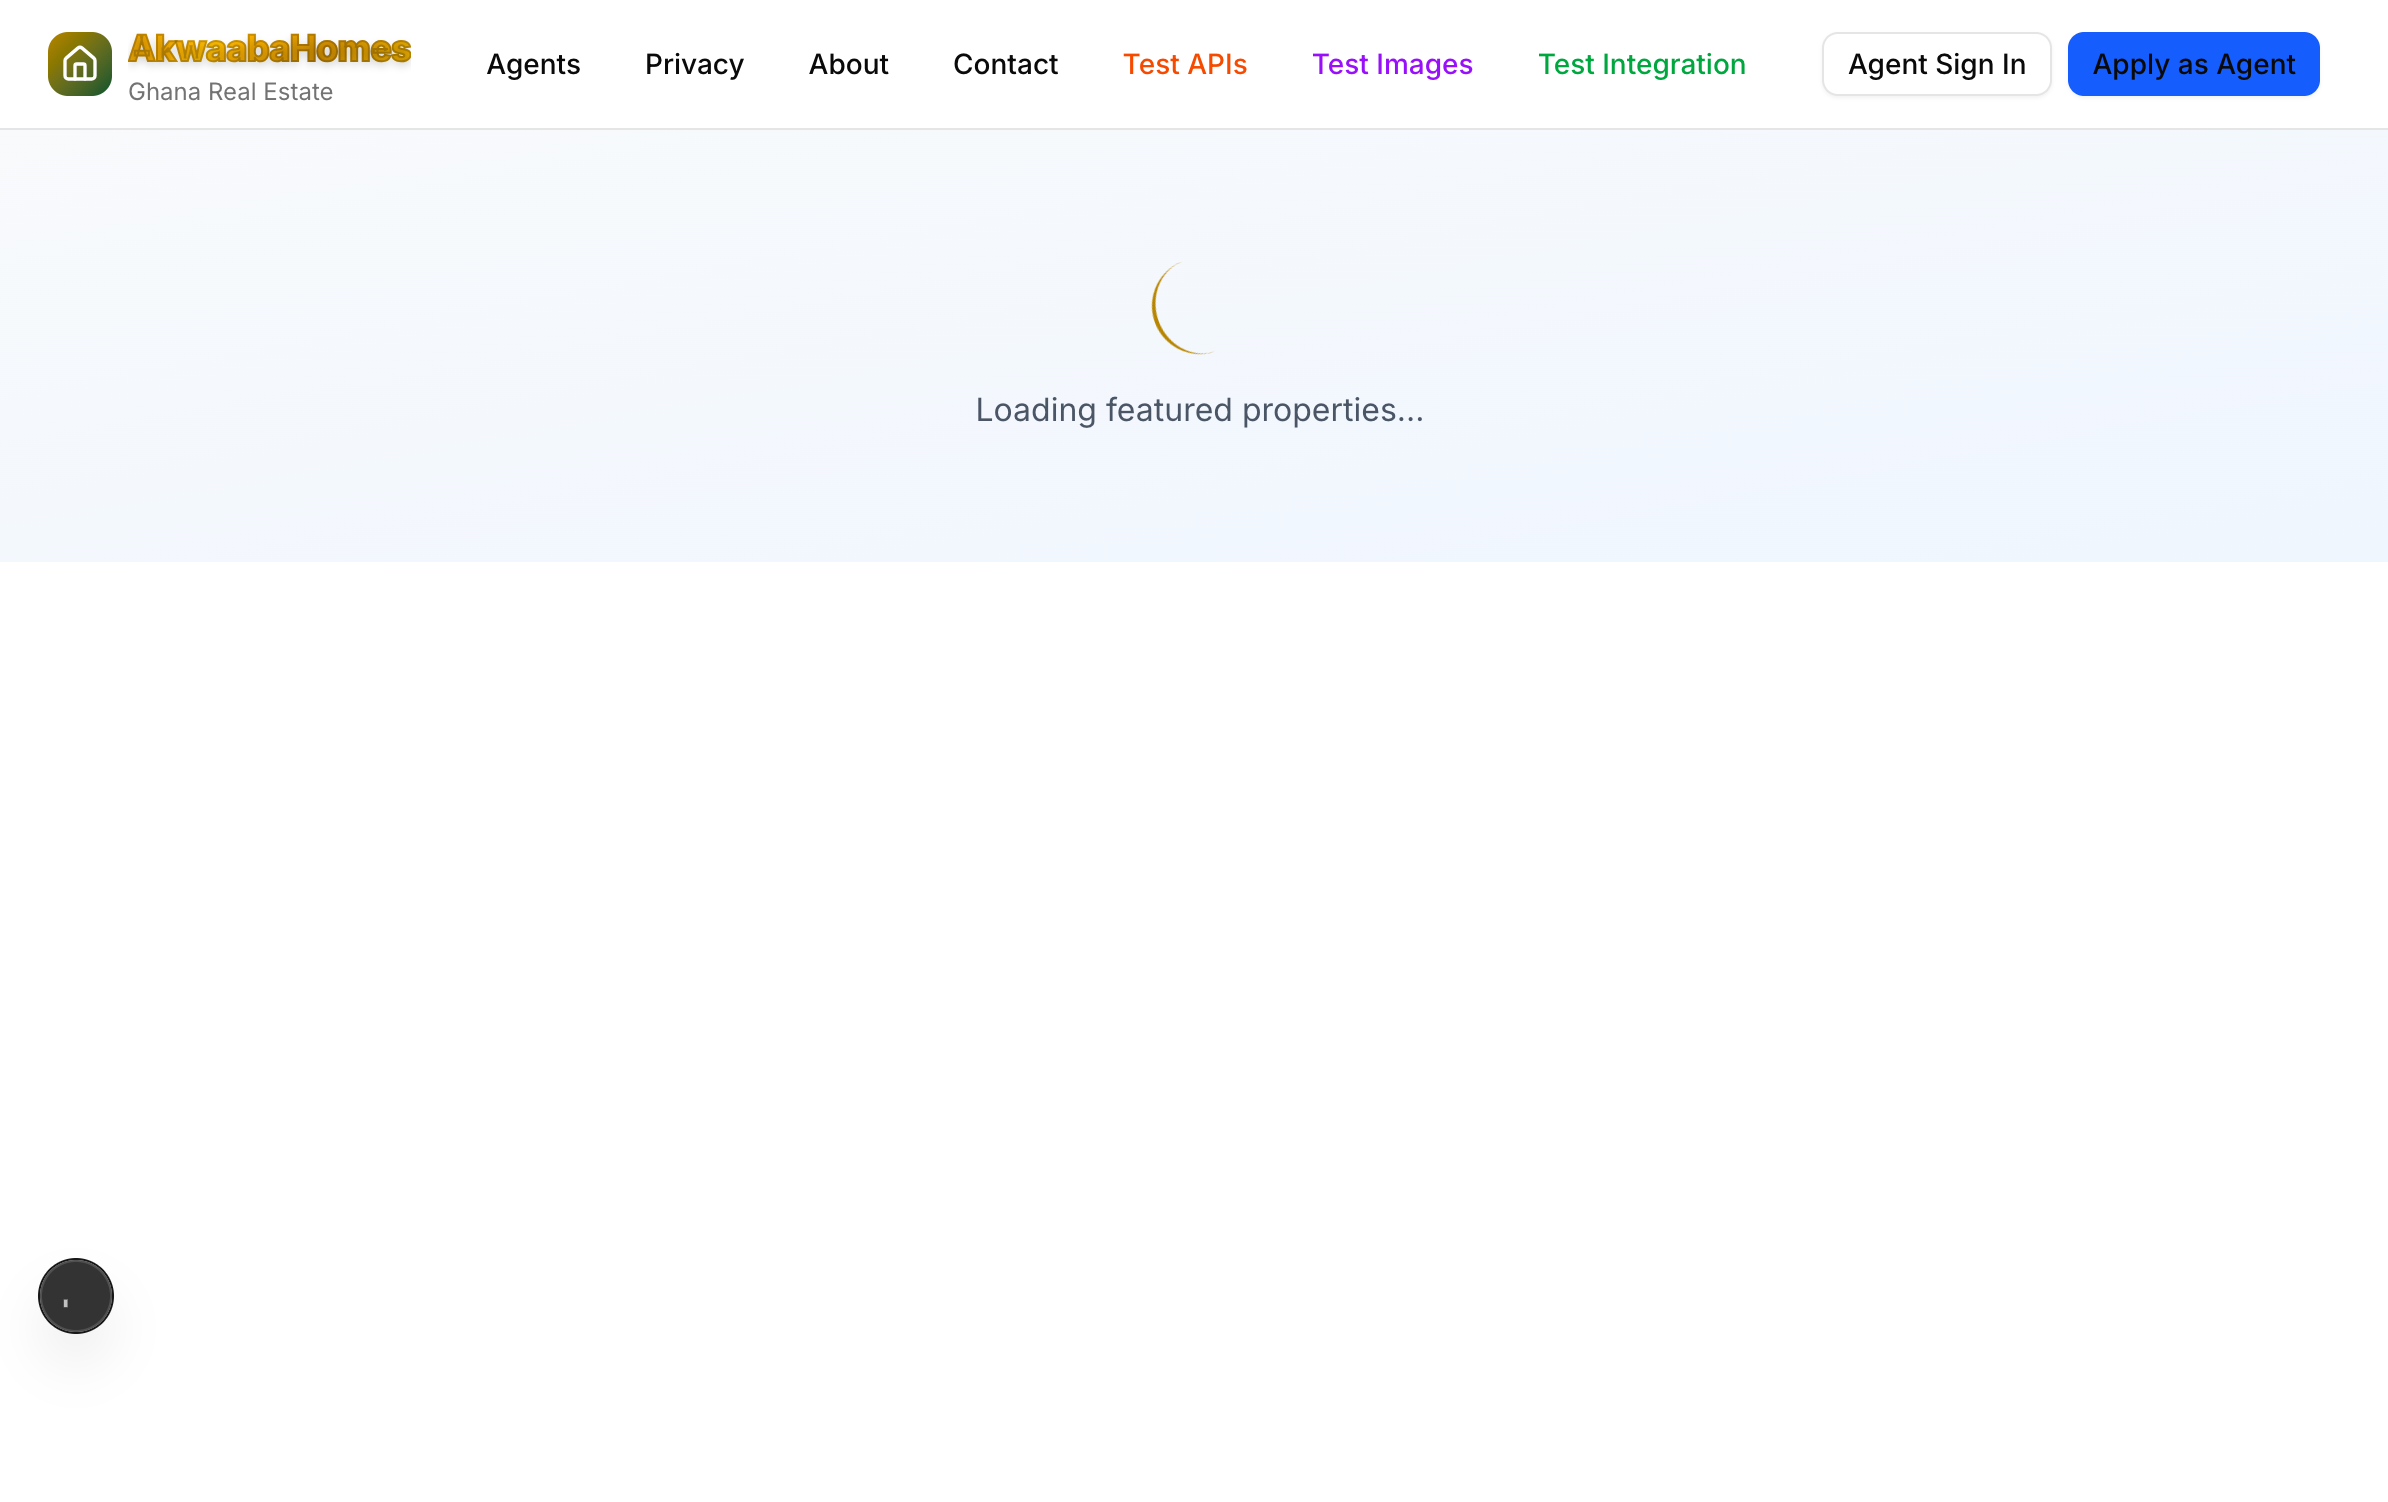 AkwaabaHomes
Ghana Real Estate
Agents
Privacy
About
Contact
Test APIs
Test Images
Test Integration
Agent Sign In
Apply as Agent
Loading featured properties...